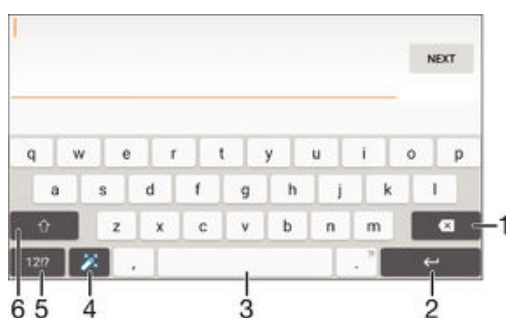 NEXT
q w e r t y u i o p
a s d f g h j k l
z x c v b n m 1
12!? , . ?!
6 5 4 3 2